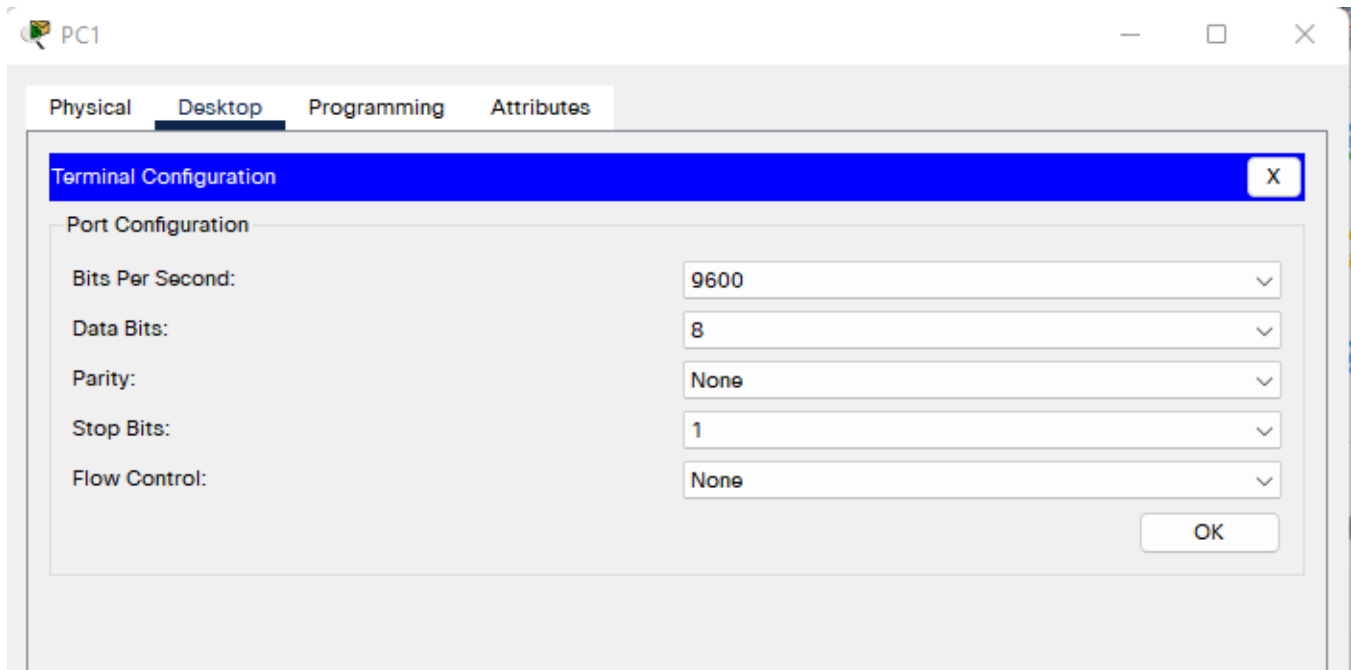 PC1
Physical Desktop Programming Attributes
Terminal Configuration X
Port Configuration
Bits Per Second: 9600
Data Bits: 8
Parity: None
Stop Bits: 1
Flow Control: None
OK